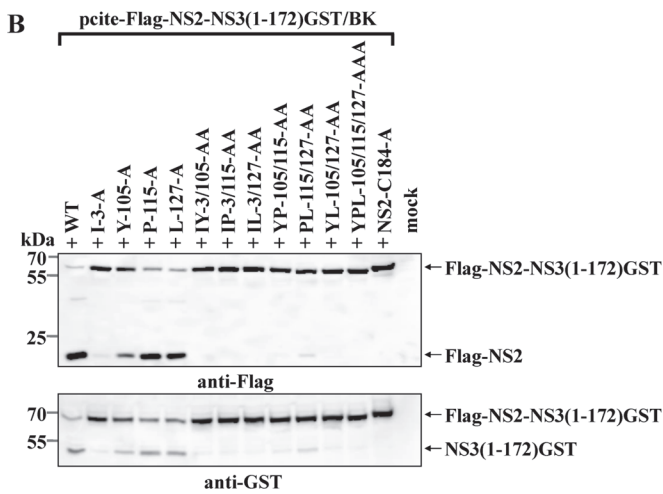 B
pcite-Flag-NS2-NS3(1-172)GST/BK
+ WT
+ I-3-A
+ Y-105-A
+ P-115-A
+ L-127-A
+ IY-3/105-AA
+ IP-3/115-AA
+ IL-3/127-AA
+ YP-105/115-AA
+ PL-115/127-AA
+ YL-105/127-AA
+ YPL-105/115/127-AAA
+ NS2-C184-A
mock
kDa
70
55
25
←Flag-NS2-NS3(1-172)GST
←Flag-NS2
anti-Flag
70
55
←Flag-NS2-NS3(1-172)GST
←NS3(1-172)GST
anti-GST